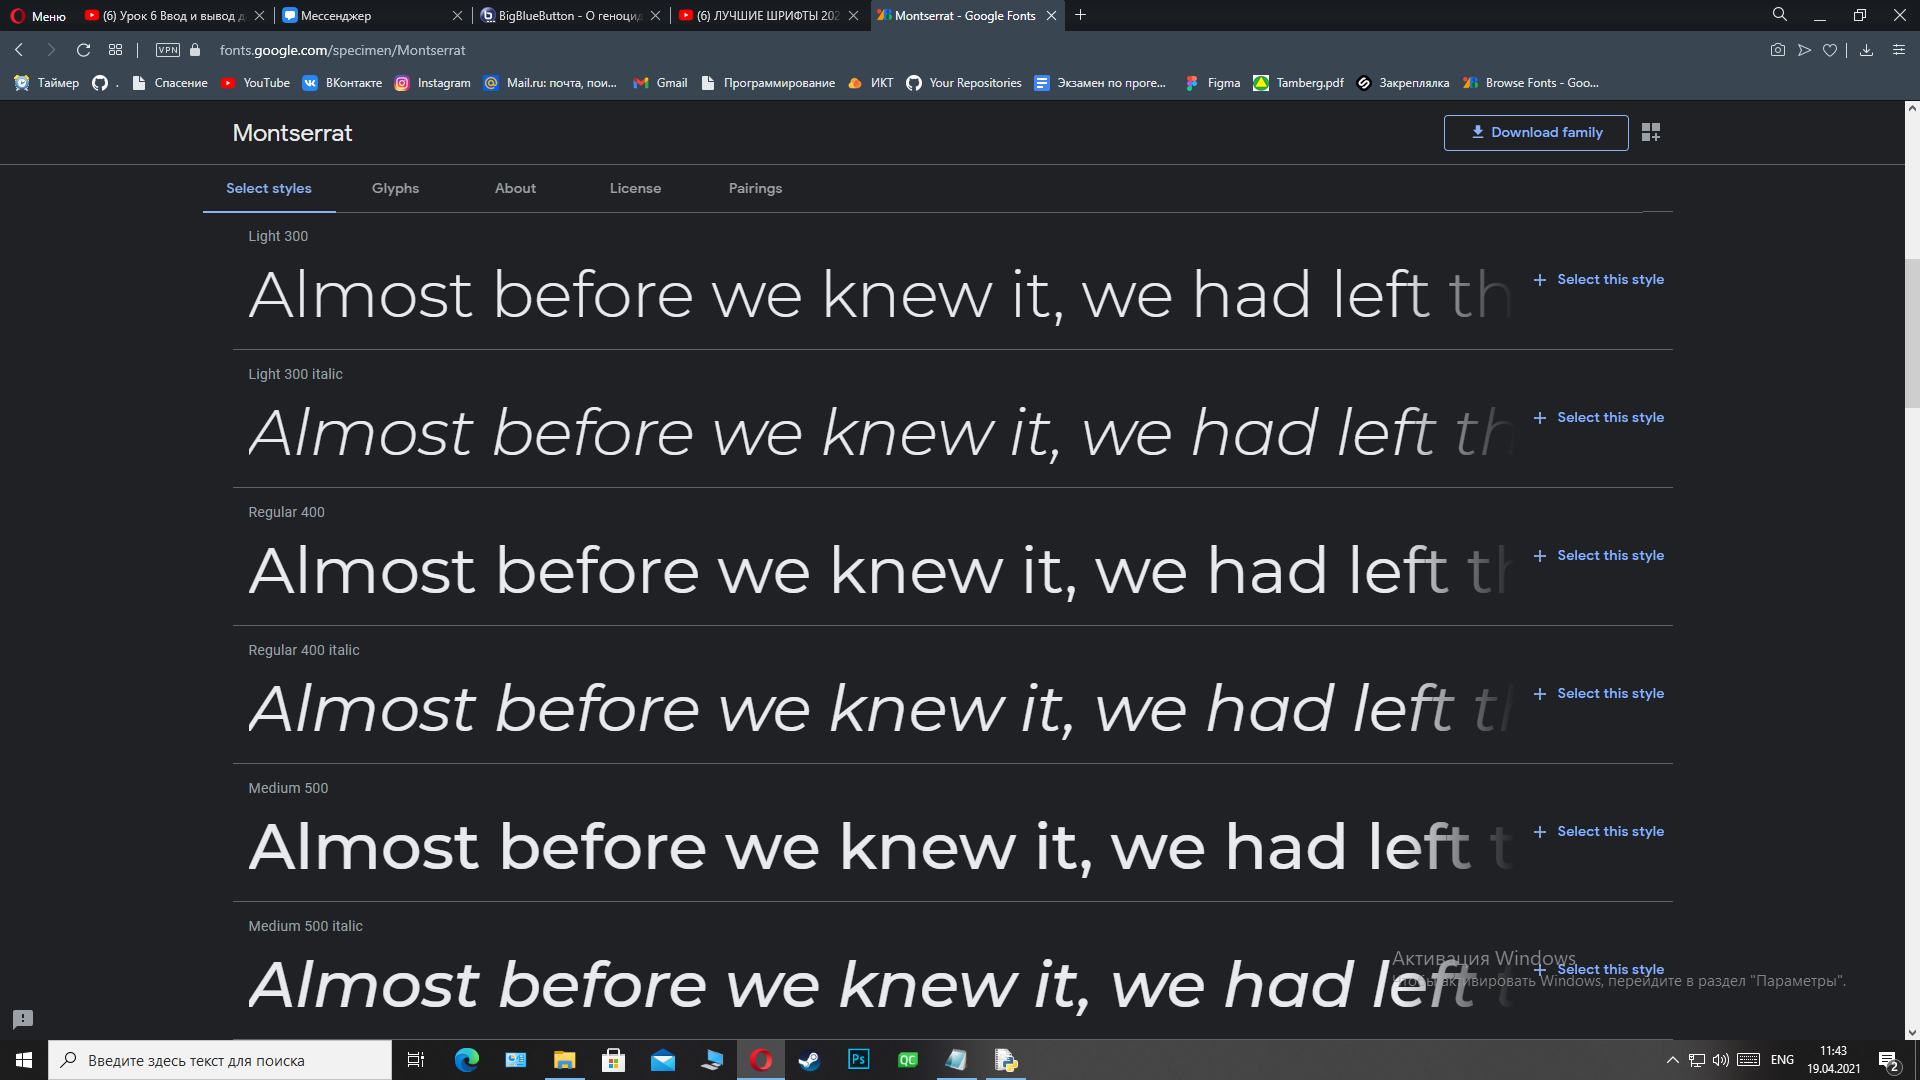 Меню
(6) Урок 6 Ввод и вывод д
Мессенджер
BigBlueButton - О геноцид
(6) ЛУЧШИЕ ШРИФТЫ 202
Montserrat - Google Fonts
VPN
fonts.google.com/specimen/Montserrat
Таймер
.
Спасение
YouTube
ВКонтакте
Instagram
Mail.ru: почта, пои...
Gmail
Программирование
ИКТ
Your Repositories
Экзамен по проге...
Figma
Tamberg.pdf
Закреплялка
Browse Fonts - Goo...
Montserrat
Download family
Select styles
Glyphs
About
License
Pairings
Light 300
Almost before we knew it, we had left th
Select this style
Light 300 italic
Almost before we knew it, we had left th
Select this style
Regular 400
Almost before we knew it, we had left th
Select this style
Regular 400 italic
Almost before we knew it, we had left th
Select this style
Medium 500
Almost before we knew it, we had left t
Select this style
Medium 500 italic
Almost before we knew it, we had left t
Select this style
Активация Windows
Чтобы активировать Windows, перейдите в раздел "Параметры".
Введите здесь текст для поиска
Ps
QC
ENG
11:43
19.04.2021
2